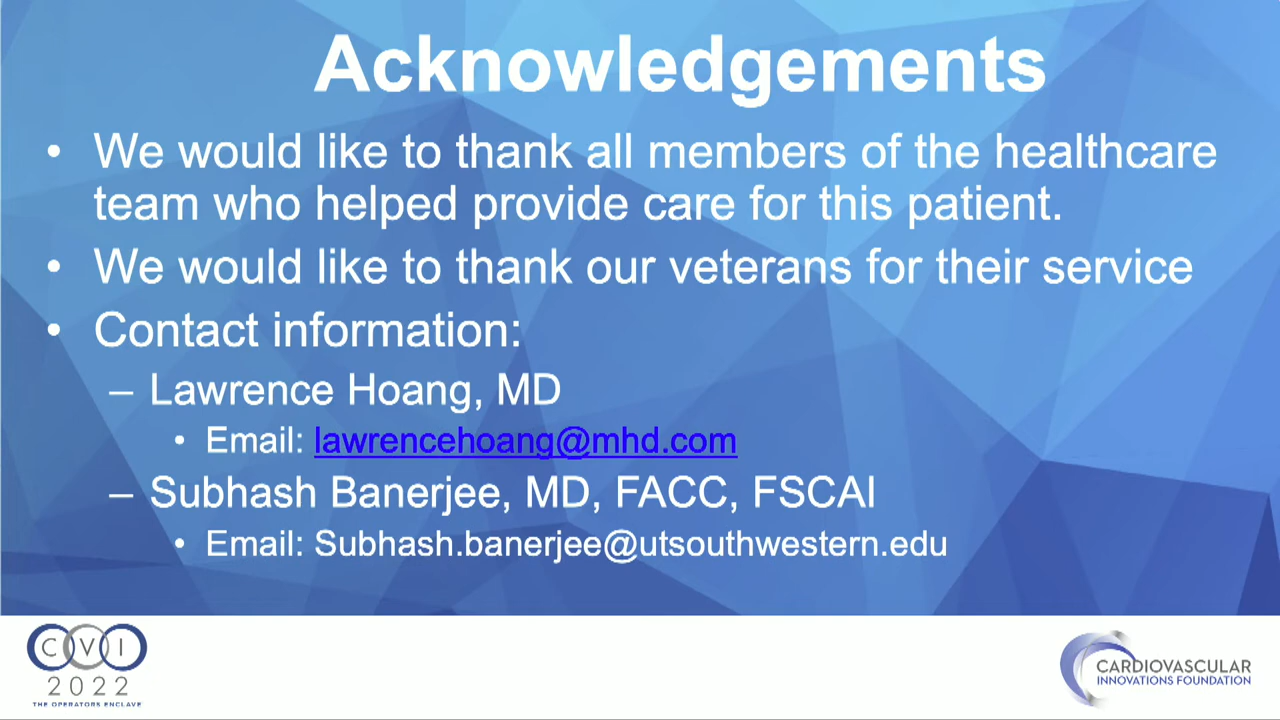 Acknowledgements
• We would like to thank all members of the healthcare
team who helped provide care for this patient.
• We would like to thank our veterans for their service
• Contact information:
– Lawrence Hoang, MD
• Email: lawrencehoang@mhd.com
– Subhash Banerjee, MD, FACC, FSCAI
• Email: Subhash.banerjee@utsouthwestern.edu
CVI
2022
THE OPERATORS ENCLAVE
CARDIOVASCULAR
INNOVATIONS FOUNDATION